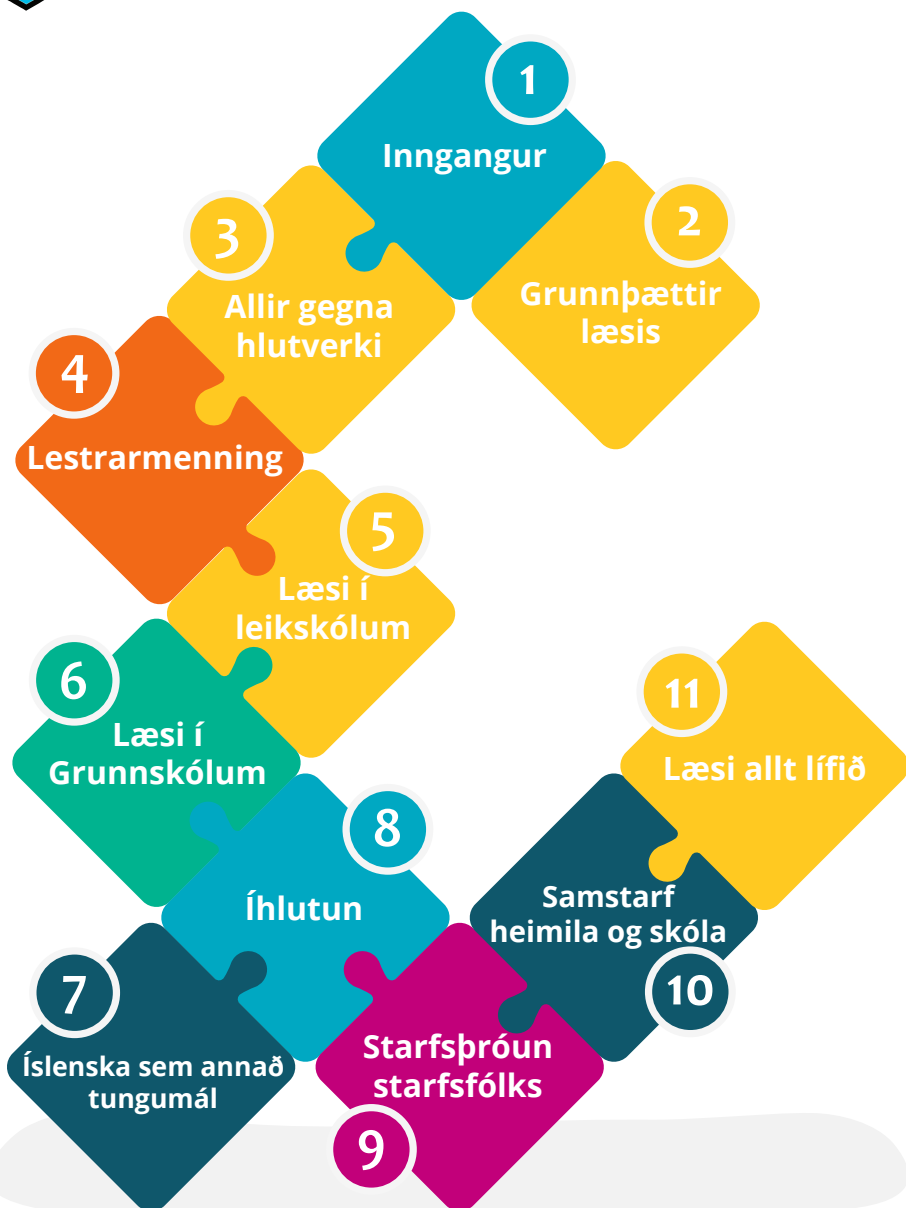 1
Inngangur
2
Grunnþættir
læsis
3
Allir gegna
hlutverki
4
Lestrarmenning
5
Læsi í
leikskólum
6
Læsi í
Grunnskólum
7
Íslenska sem annað
tungumál
8
Íhlutun
9
Starfsþróun
starfsfólks
10
Samstarf
heimila og skóla
11
Læsi allt lífið